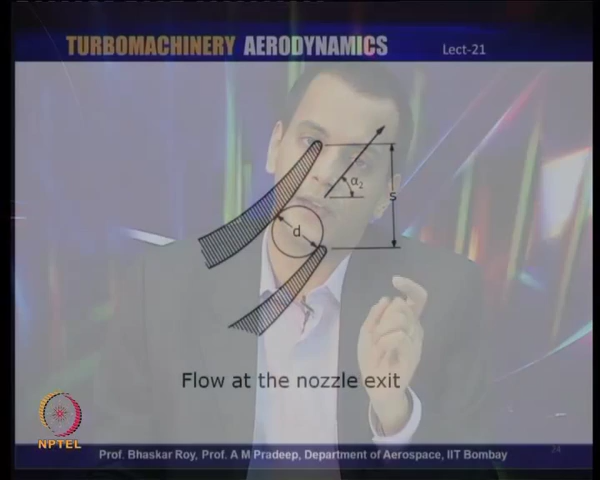 TURBOMACHINERY AERODYNAMICS Lect-21
α2
s
d
Flow at the nozzle exit
NPTEL
Prof. Bhaskar Roy, Prof. A M Pradeep, Department of Aerospace, IIT Bombay
24